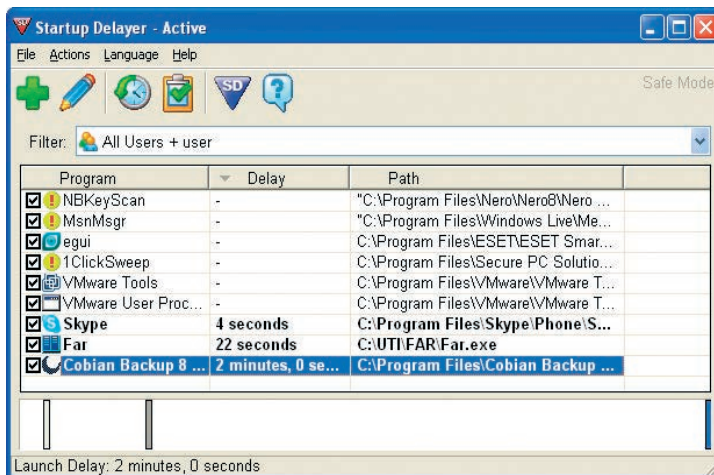 Startup Delayer - Active
File Actions Language Help
SD
Safe Mode
Filter: All Users + user
Program Delay Path
NBKeyScan - "C:\Program Files\Nero\Nero8\Nero ...
MsnMsgr - "C:\Program Files\Windows Live\Me...
egui - C:\Program Files\ESET\ESET Smar...
1ClickSweep - C:\Program Files\Secure PC Solutio...
VMware Tools - C:\Program Files\VMware\VMware T...
VMware User Proc... - C:\Program Files\VMware\VMware T...
Skype 4 seconds C:\Program Files\Skype\Phone\S...
Far 22 seconds C:\UTI\FAR\Far.exe
Cobian Backup 8 ... 2 minutes, 0 se... C:\Program Files\Cobian Backup ...
Launch Delay: 2 minutes, 0 seconds